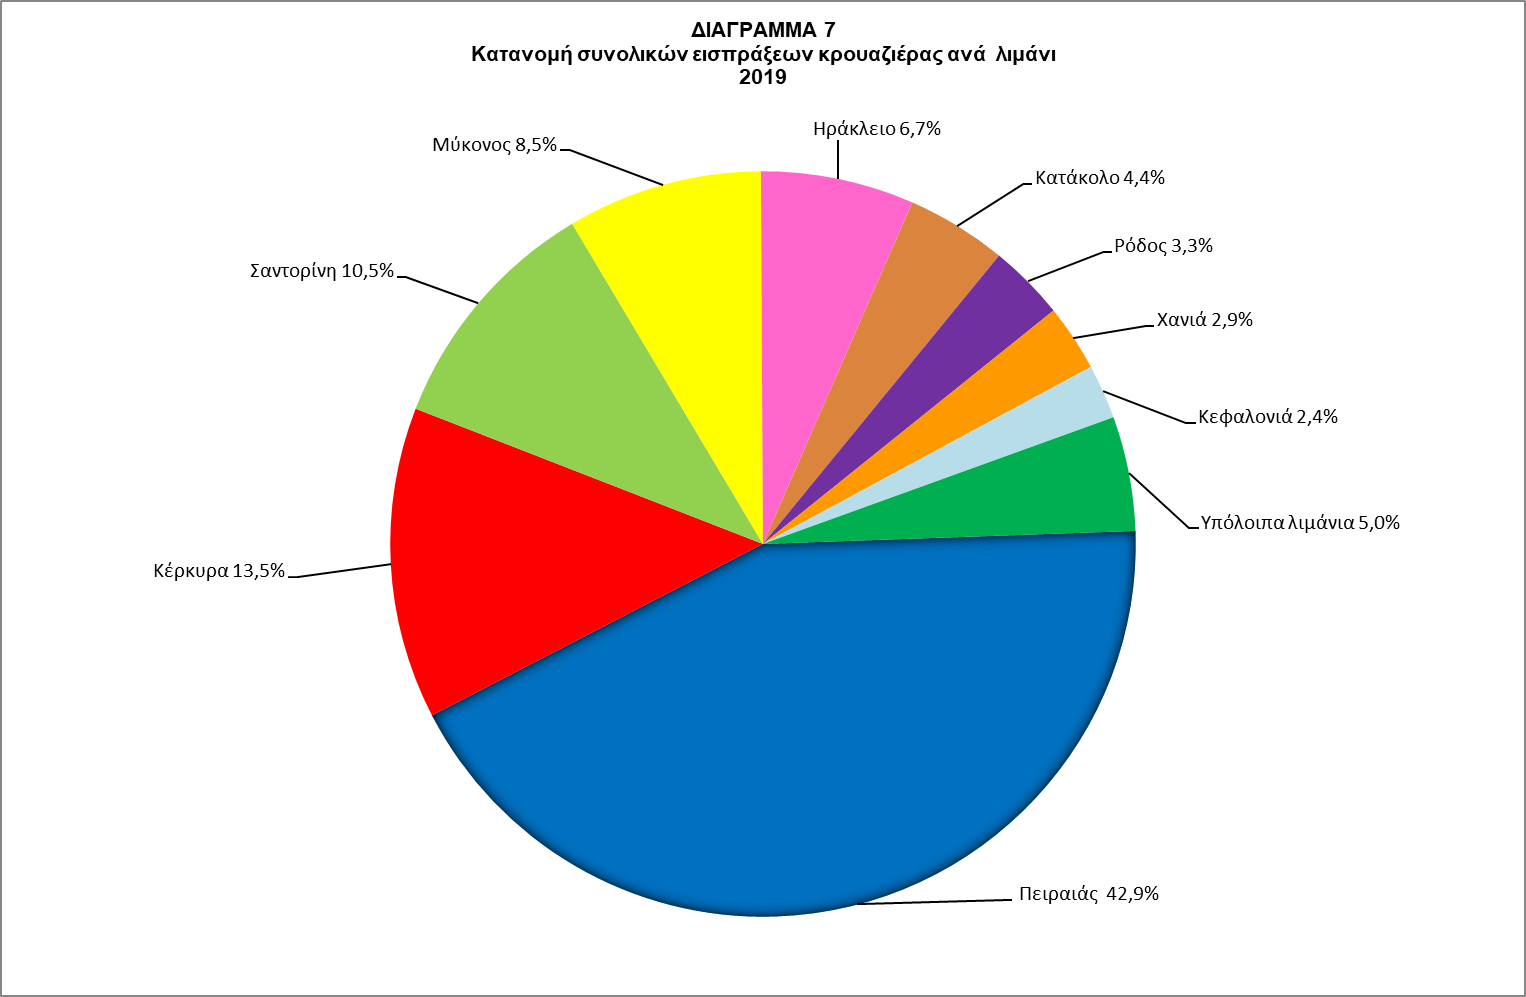 ΔΙΑΓΡΑΜΜΑ 7
Κατανομή συνολικών εισπράξεων κρουαζιέρας ανά  λιμάνι
2019
Ηράκλειο 6,7%
Μύκονος 8,5%
Κατάκολο 4,4%
Ρόδος 3,3%
Σαντορίνη 10,5%
Χανιά 2,9%
Κεφαλονιά 2,4%
Υπόλοιπα λιμάνια 5,0%
Κέρκυρα 13,5%
Πειραιάς  42,9%